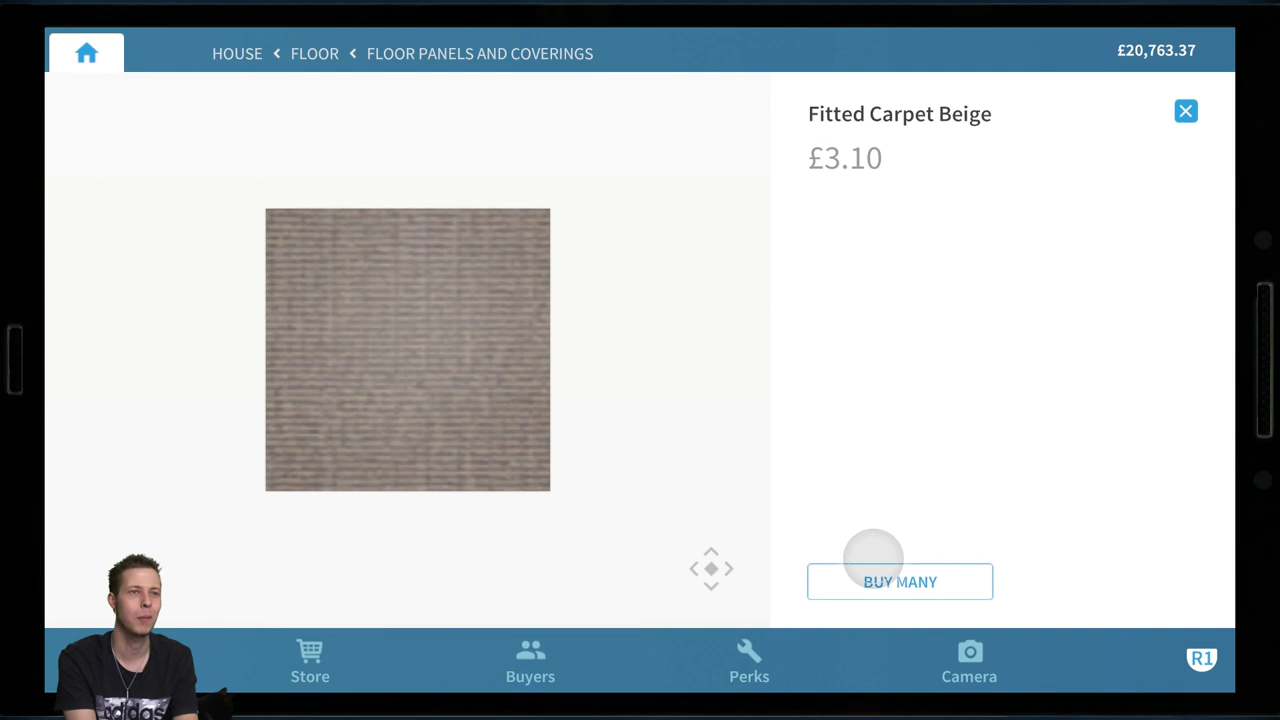 HOUSE < FLOOR < FLOOR PANELS AND COVERINGS
£20,763.37
Fitted Carpet Beige
£3.10
BUY MANY
Store
Buyers
Perks
Camera
R1
adidas